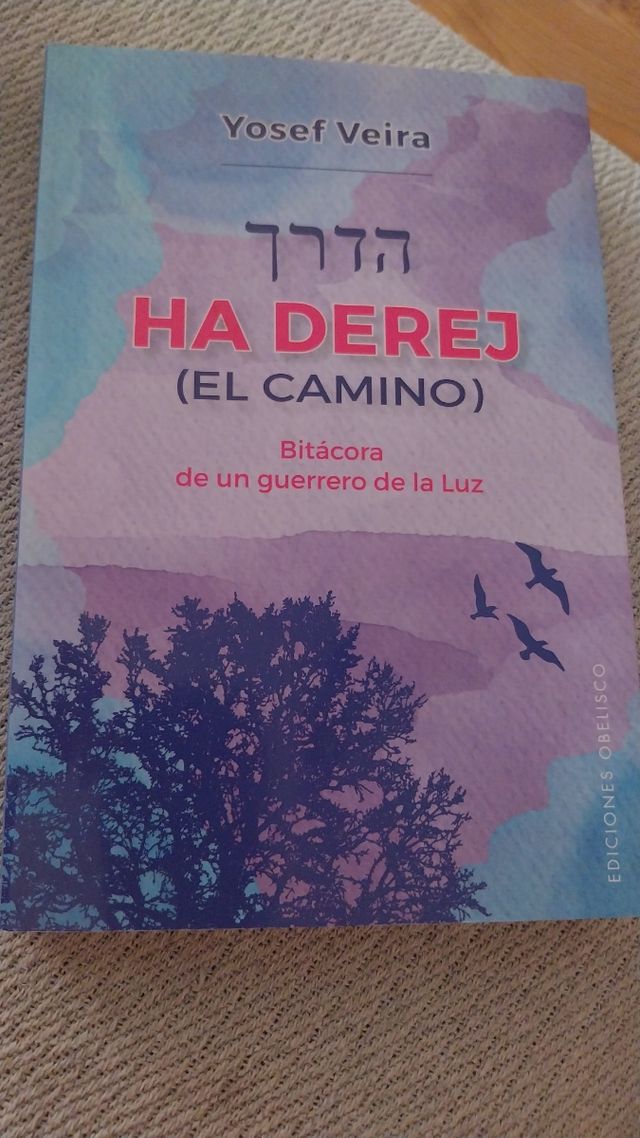 Yosef Veira
הדרך
HA DEREJ
(EL CAMINO)
Bitácora
de un guerrero de la Luz
EDICIONES OBELISCO